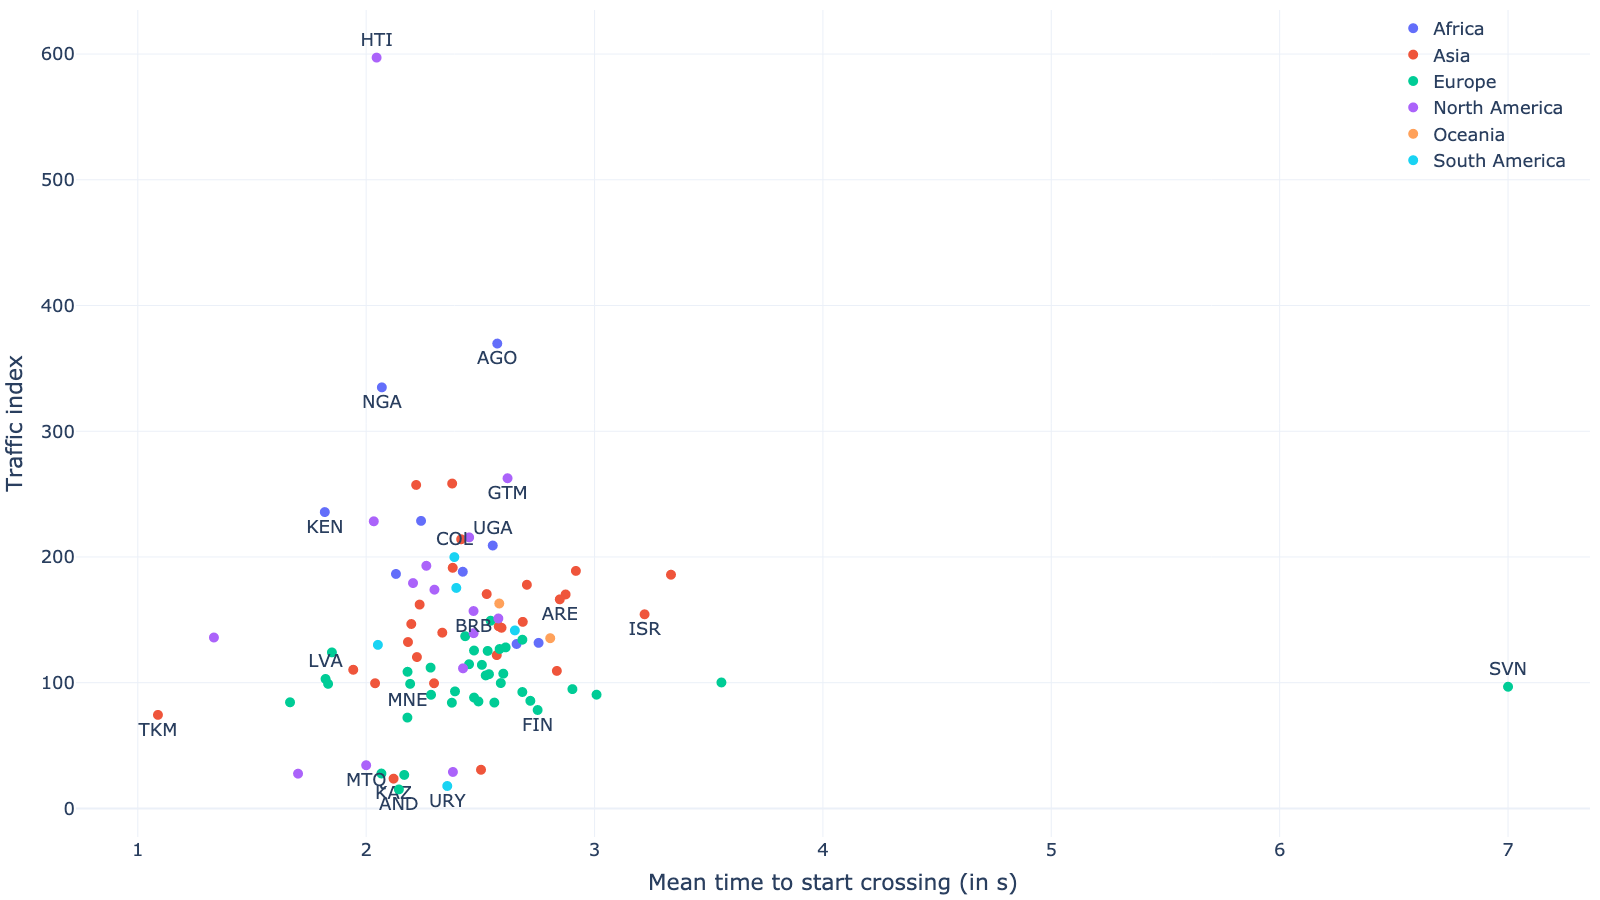 HTI
600
Africa
Asia
Europe
North America
Oceania
South America
500
400
AGO
NGA
300
GTM
KEN
UGA
COL
200
ARE
BRB
ISR
LVA
SVN
100
MNE
FIN
TKM
MTQ
KAZ
AND
URY
0
1
2
3
4
5
6
7
Mean time to start crossing (in s)
Traffic index